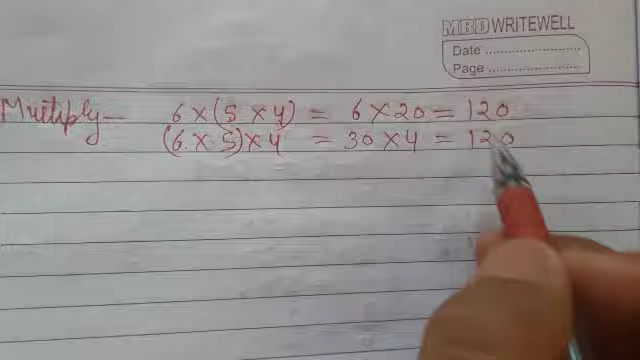 MBD WRITEWELL
Date ..............................
Page ..............................
Multiply— 6 × (5 × 4) = 6 × 20 = 120
(6 × 5) × 4 = 30 × 4 = 120